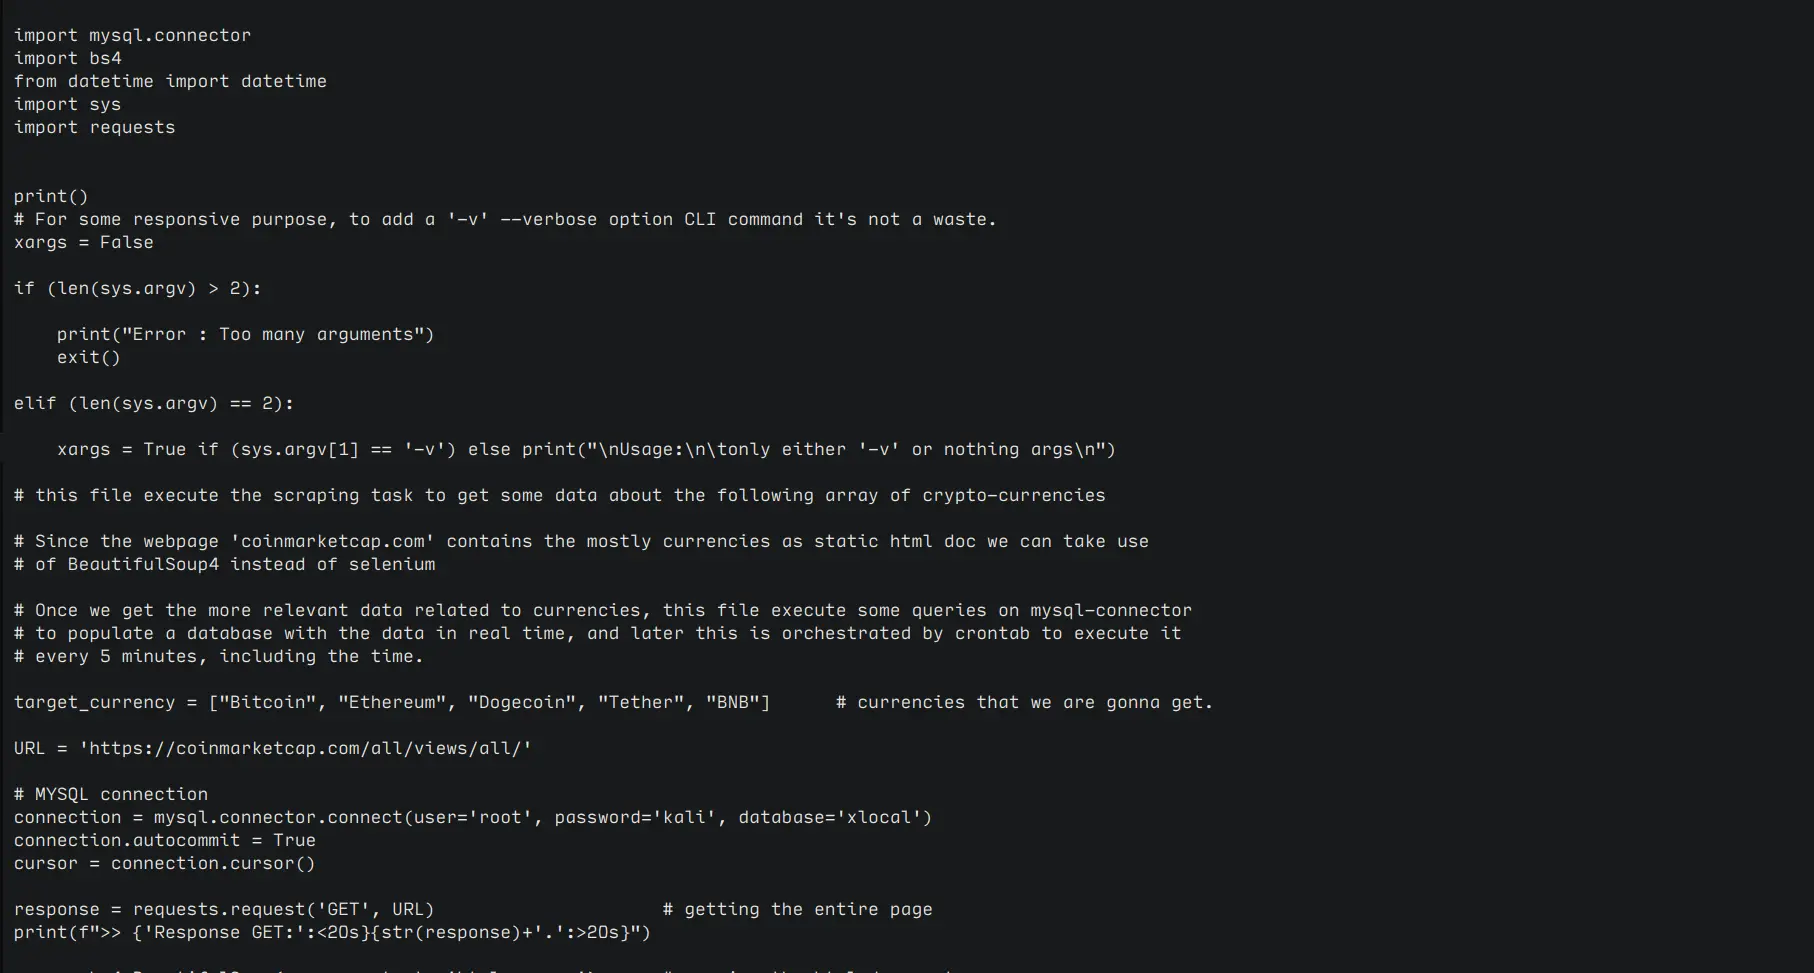 import mysql.connector
import bs4
from datetime import datetime
import sys
import requests
print()
# For some responsive purpose, to add a '-v' --verbose option CLI command it's not a waste.
xargs = False
if (len(sys.argv) > 2):
    print("Error : Too many arguments")
    exit()
elif (len(sys.argv) == 2):
    xargs = True if (sys.argv[1] == '-v') else print("\nUsage:\n\tonly either '-v' or nothing args\n")
# this file execute the scraping task to get some data about the following array of crypto-currencies
# Since the webpage 'coinmarketcap.com' contains the mostly currencies as static html doc we can take use
# of BeautifulSoup4 instead of selenium
# Once we get the more relevant data related to currencies, this file execute some queries on mysql-connector
# to populate a database with the data in real time, and later this is orchestrated by crontab to execute it
# every 5 minutes, including the time.
target_currency = ["Bitcoin", "Ethereum", "Dogecoin", "Tether", "BNB"]      # currencies that we are gonna get.
URL = 'https://coinmarketcap.com/all/views/all/'
# MYSQL connection
connection = mysql.connector.connect(user='root', password='kali', database='xlocal')
connection.autocommit = True
cursor = connection.cursor()
response = requests.request('GET', URL)                     # getting the entire page
print(f">> {'Response GET:':<20s}{str(response)+'.':>20s}")